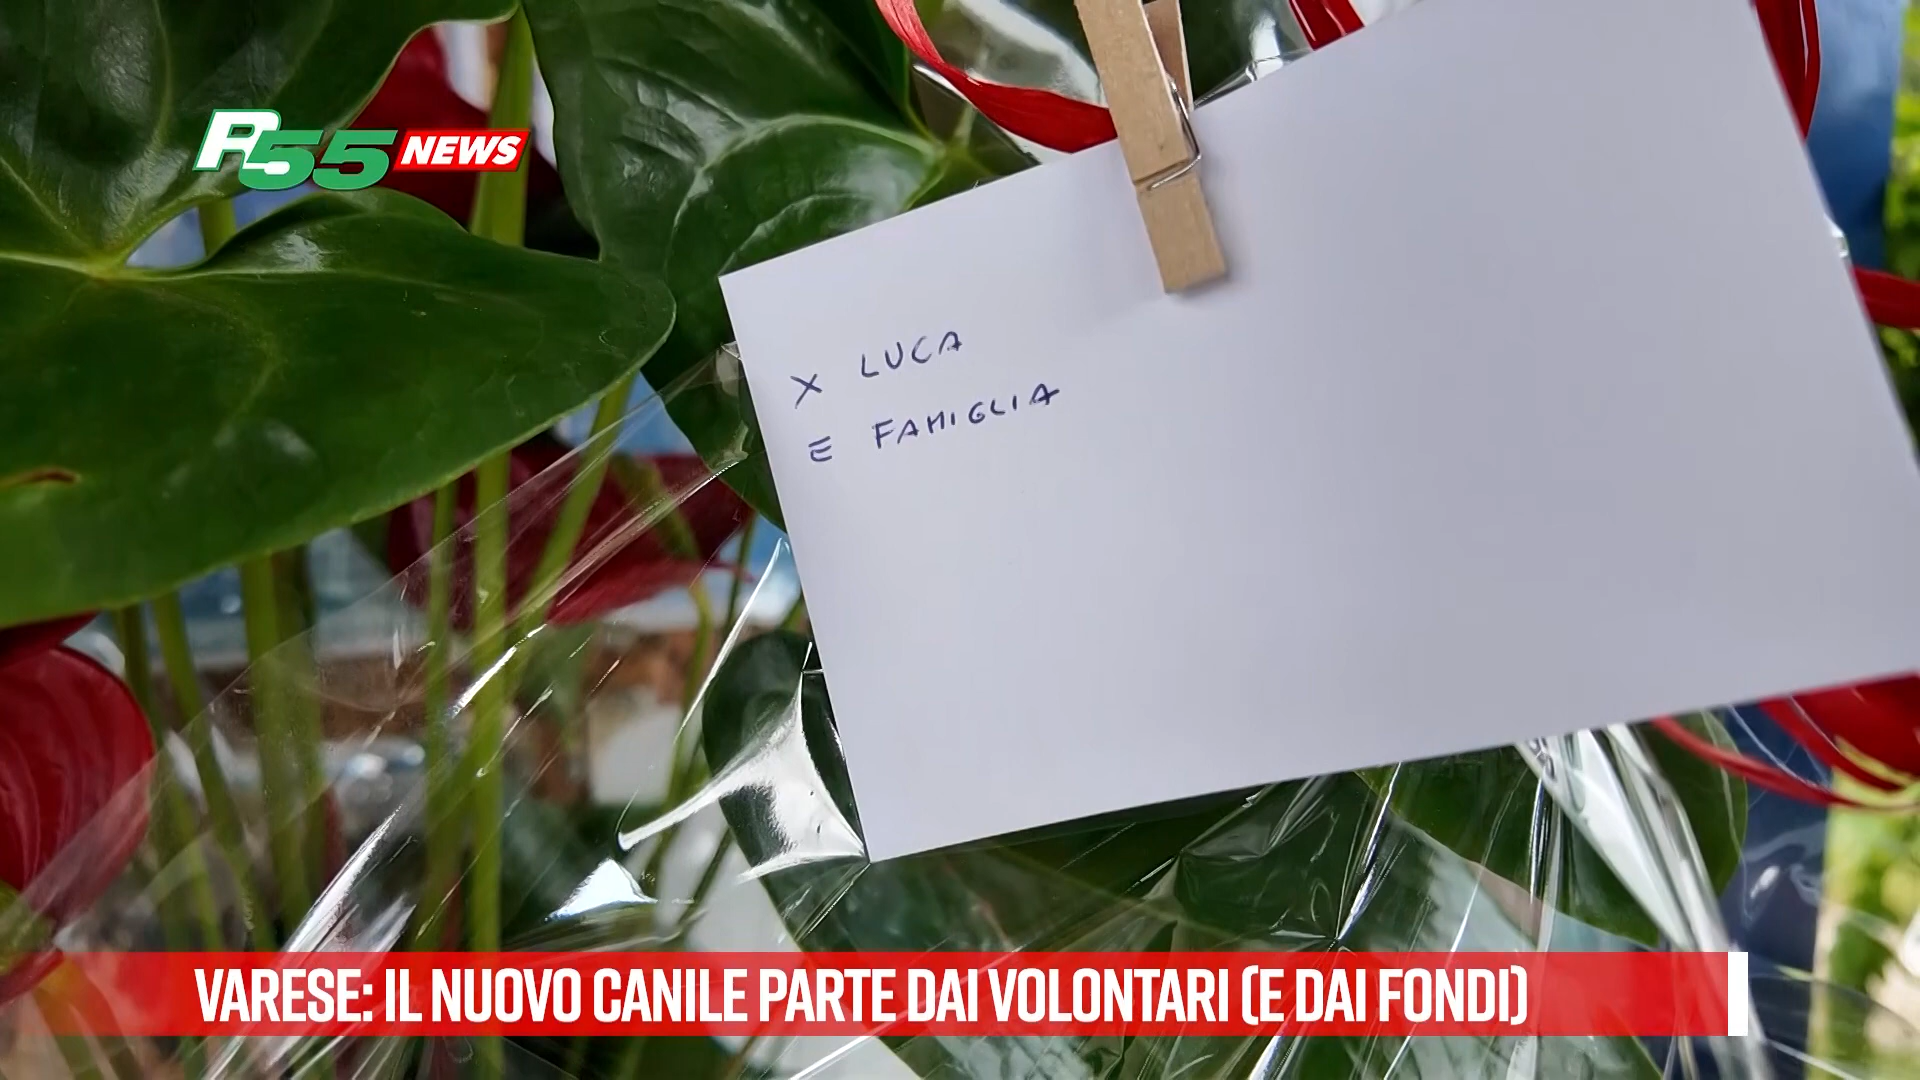 R55 NEWS
X LUCA
E FAMIGLIA
VARESE: IL NUOVO CANILE PARTE DAI VOLONTARI (E DAI FONDI)